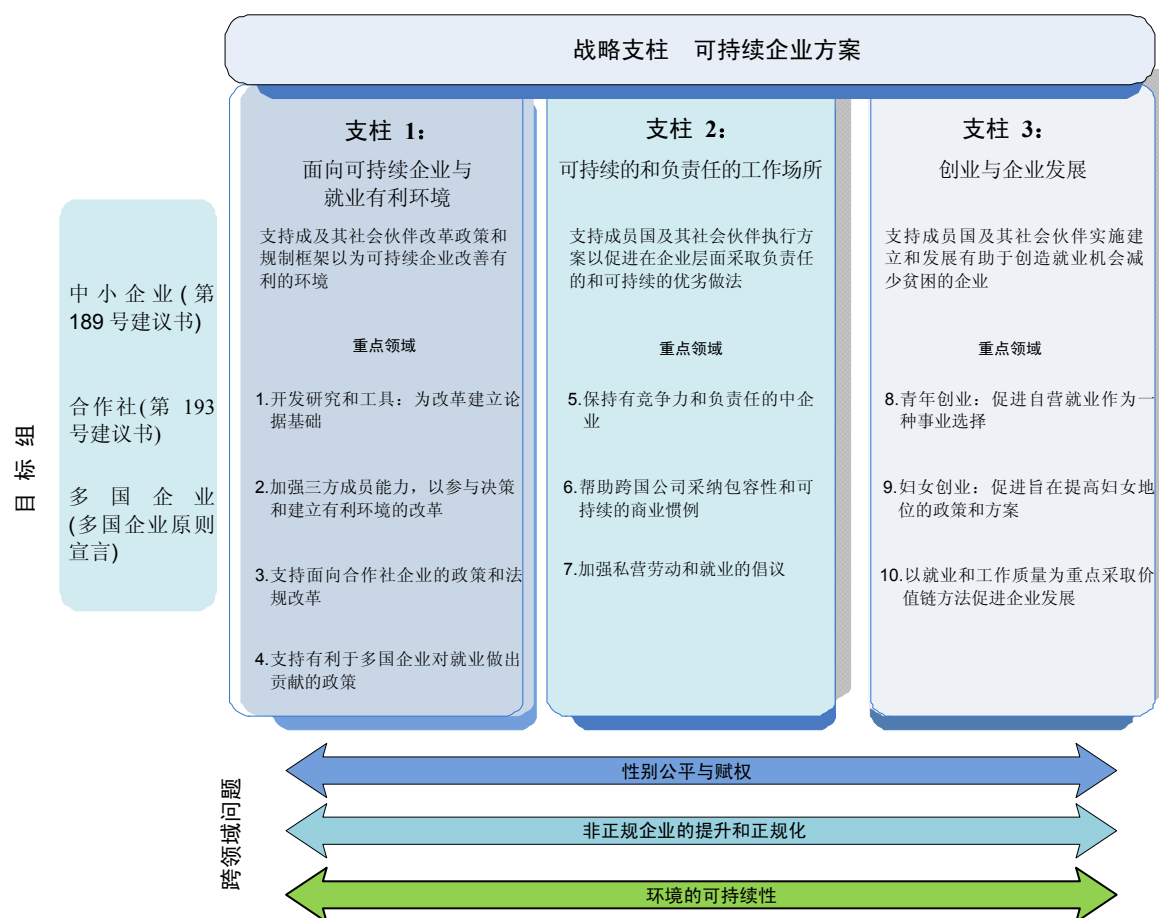 战略支柱 可持续企业方案
目标组
中小企业(第
189 号建议书)
合作社(第 193
号建议书)
多国企业
(多国企业原则
宣言)
支柱 1：
面向可持续企业与
就业有利环境
支持成及其社会伙伴改革政策和
规制框架以为可持续企业改善有
利的环境
重点领域
1.开发研究和工具：为改革建立论
据基础
2.加强三方成员能力，以参与决策
和建立有利环境的改革
3.支持面向合作社企业的政策和法
规改革
4.支持有利于多国企业对就业做出
贡献的政策
支柱 2：
可持续的和负责任的工作场所
支持成员国及其社会伙伴执行方
案以促进在企业层面采取负责任
的和可持续的优劣做法
重点领域
5.保持有竞争力和负责任的中企
业
6.帮助跨国公司采纳包容性和可
持续的商业惯例
7.加强私营劳动和就业的倡议
支柱 3：
创业与企业发展
支持成员国及其社会伙伴实施建
立和发展有助于创造就业机会减
少贫困的企业
重点领域
8.青年创业：促进自营就业作为一
种事业选择
9.妇女创业：促进旨在提高妇女地
位的政策和方案
10.以就业和工作质量为重点采取价
值链方法促进企业发展
跨领域问题
性别公平与赋权
非正规企业的提升和正规化
环境的可持续性